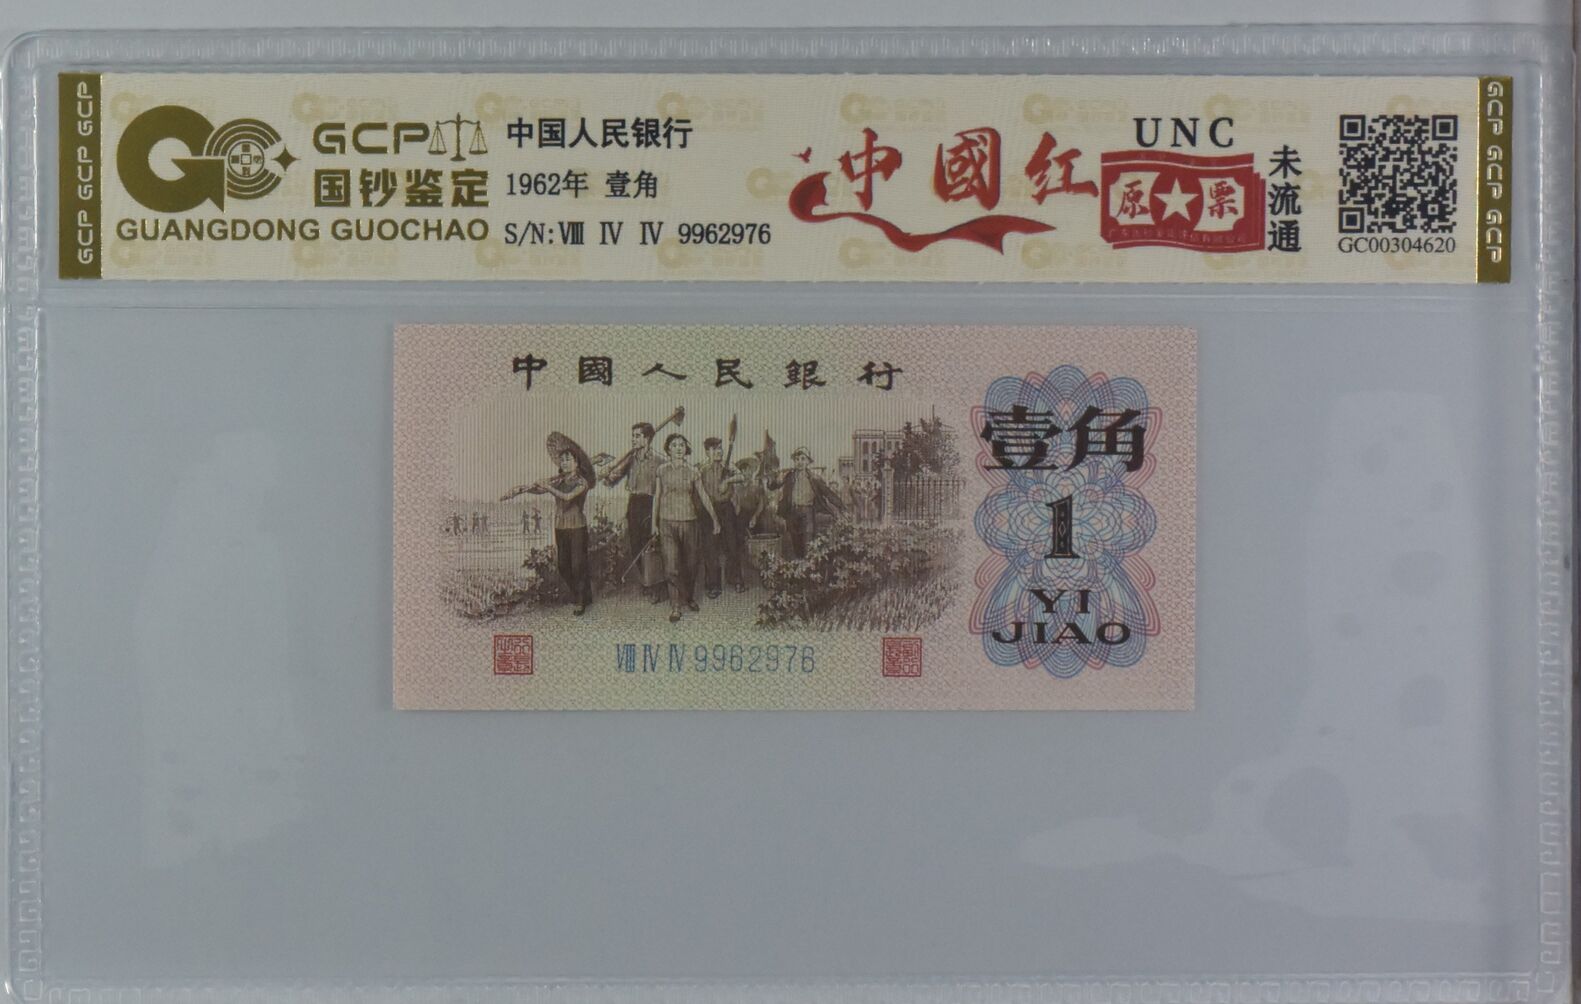 GCP GCP GCP
GCP
国钞鉴定
GUANGDONG GUOCHAO
中国人民银行
1962年 壹角
S/N:Ⅷ Ⅳ Ⅳ 9962976
中國红
UNC
原★票
未流通
GC00304620
GCP GCP GCP
中國人民銀行
壹角
1
YI
JIAO
Ⅷ Ⅳ Ⅳ 9962976